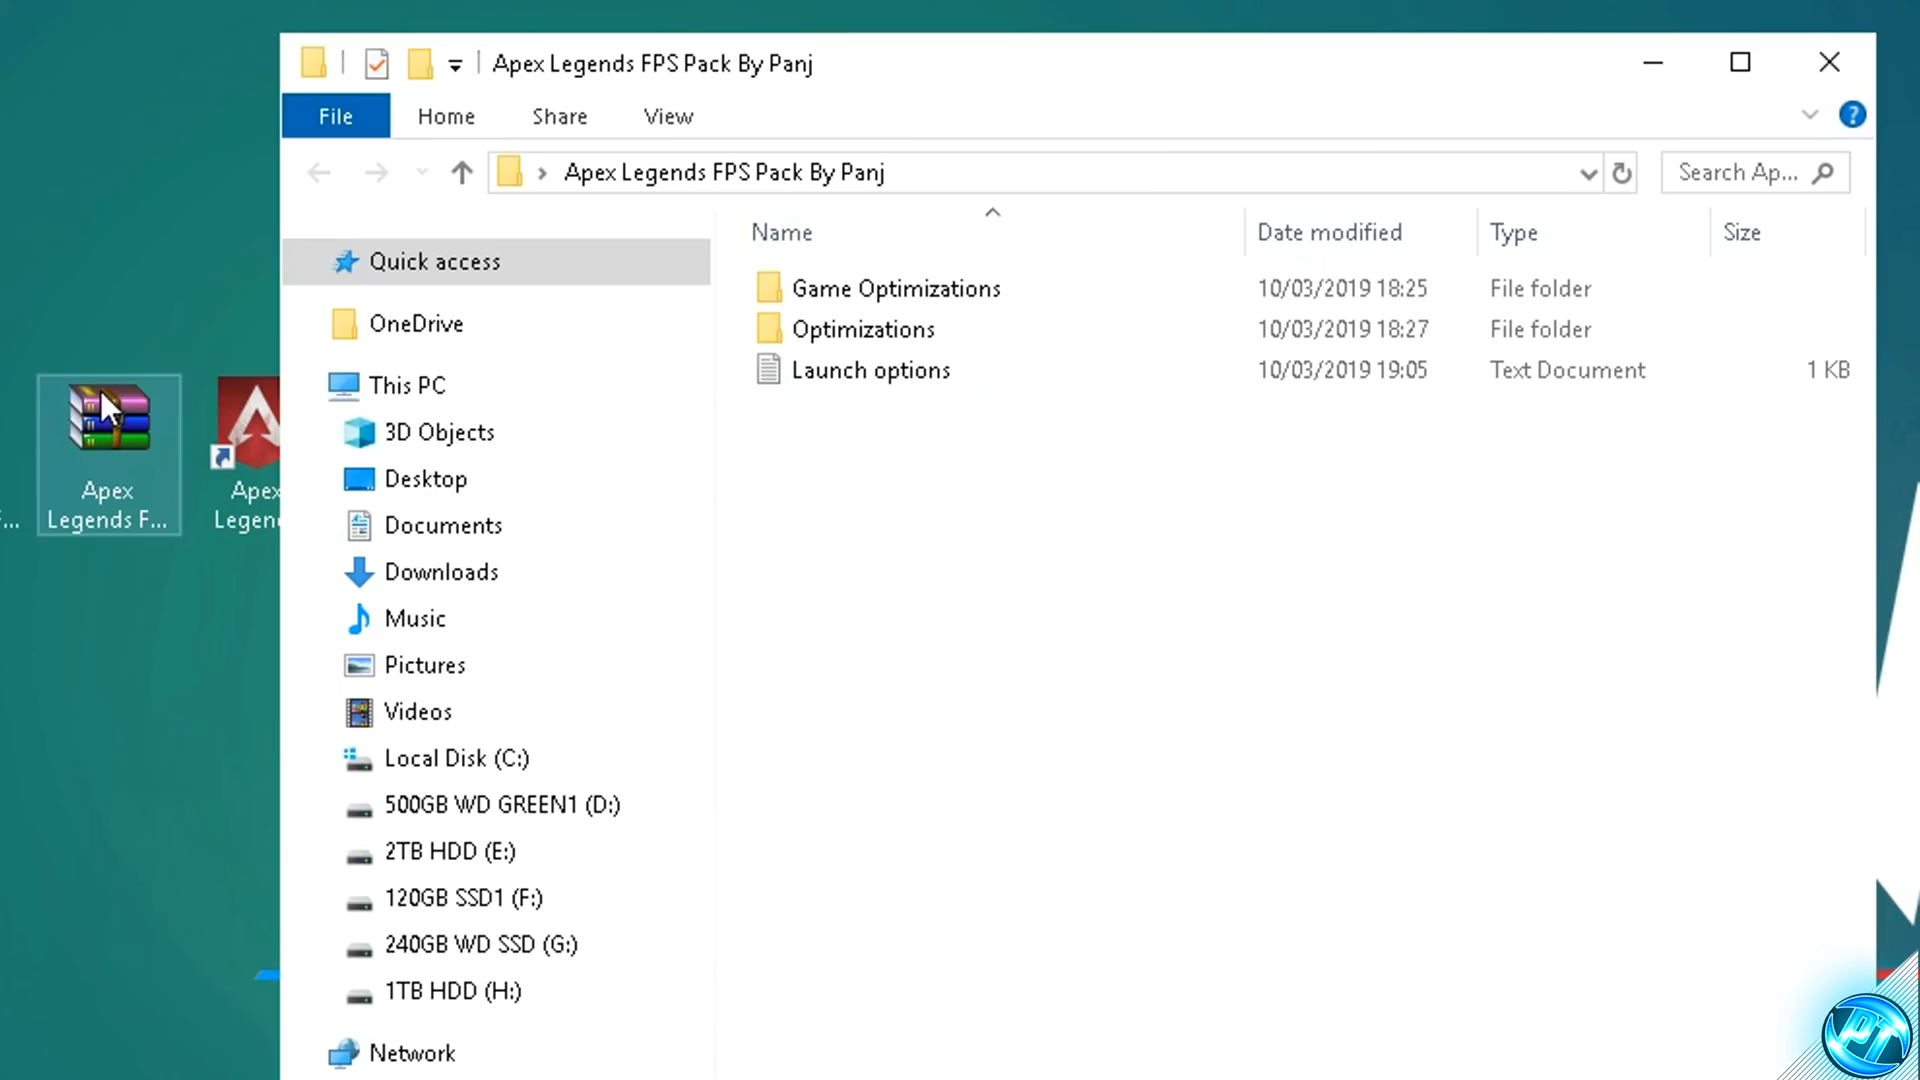 Apex Legends FPS Pack By Panj
File Home Share View
Apex Legends FPS Pack By Panj
Search Ap...
Name Date modified Type Size
Quick access
OneDrive
This PC
3D Objects
Desktop
Documents
Downloads
Music
Pictures
Videos
Local Disk (C:)
500GB WD GREEN1 (D:)
2TB HDD (E:)
120GB SSD1 (F:)
240GB WD SSD (G:)
1TB HDD (H:)
Network
Game Optimizations 10/03/2019 18:25 File folder
Optimizations 10/03/2019 18:27 File folder
Launch options 10/03/2019 19:05 Text Document 1 KB
Apex
Legends F...
Apex
Legen
PT